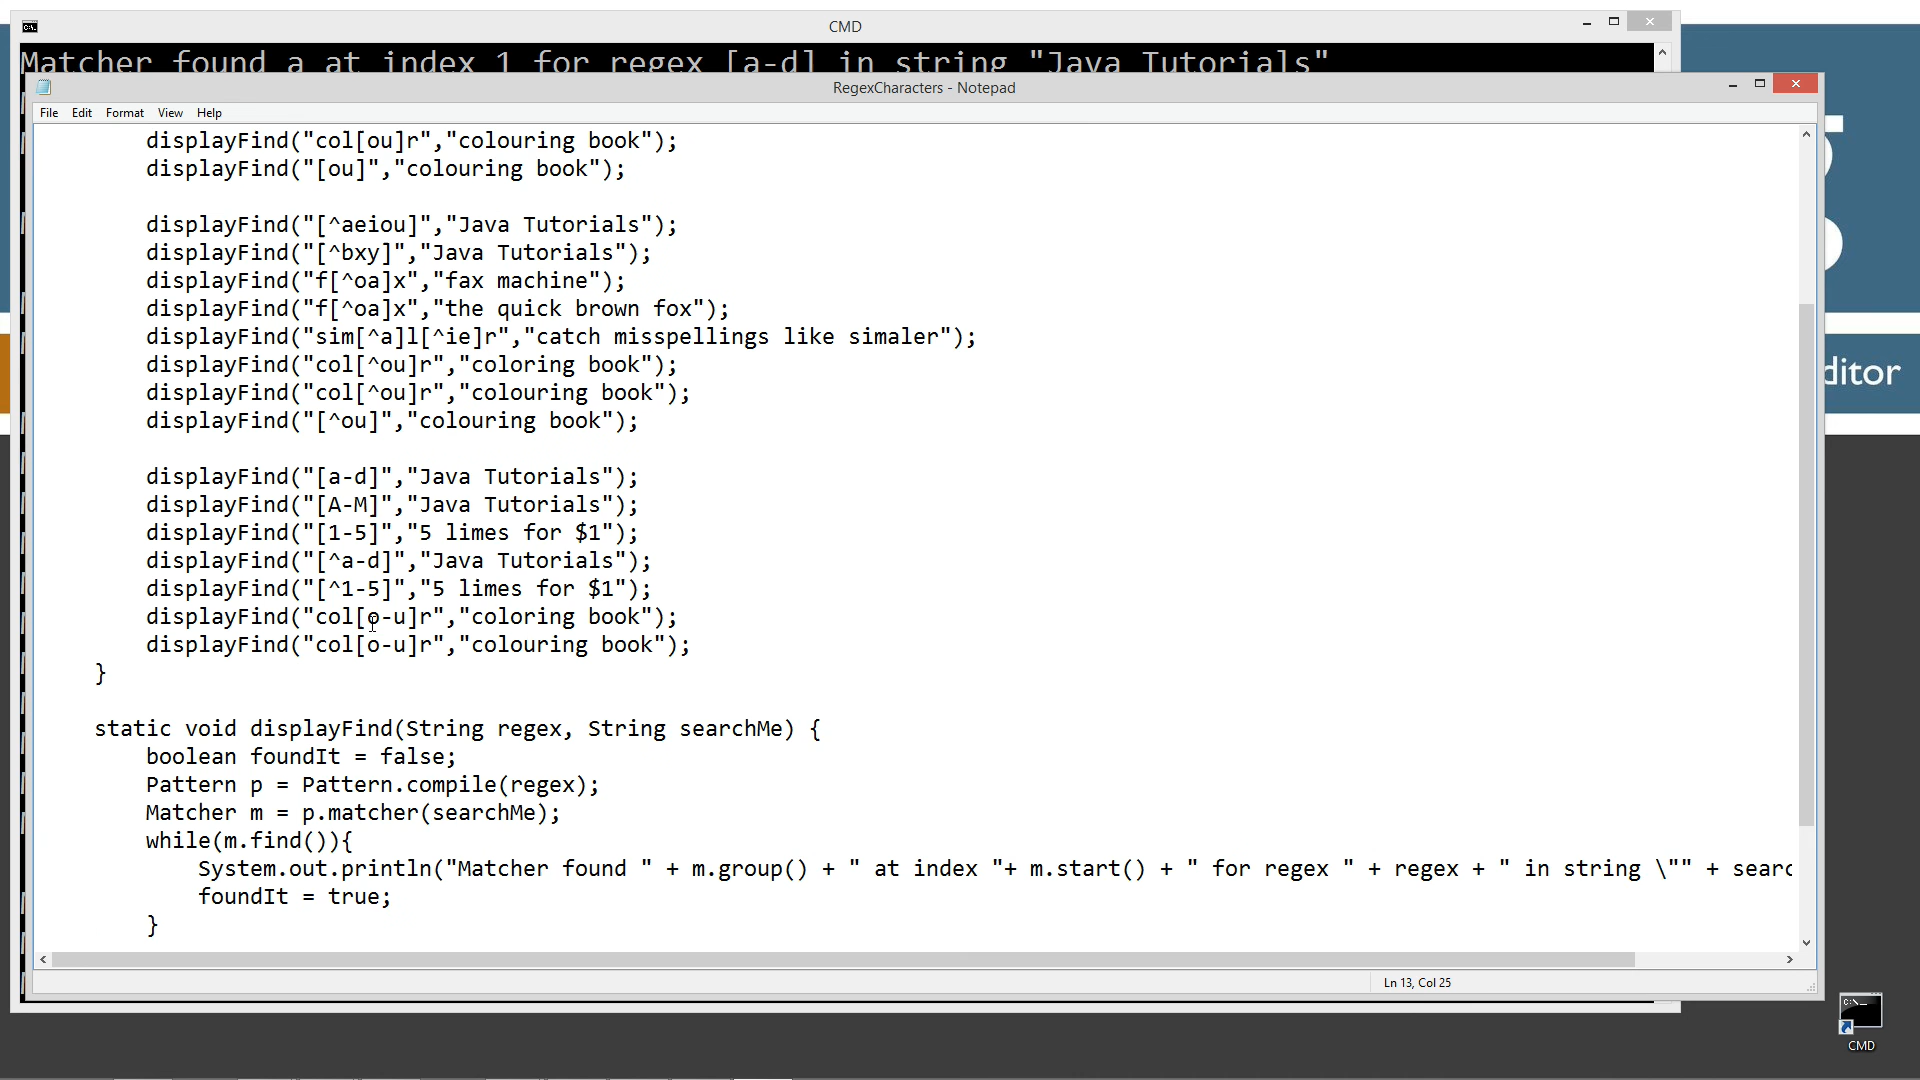 CMD
Matcher found a at index 1 for regex [a-d] in string "Java Tutorials"
RegexCharacters - Notepad
File Edit Format View Help
displayFind("col[ou]r","colouring book");
displayFind("[ou]","colouring book");
displayFind("[^aeiou]","Java Tutorials");
displayFind("[^bxy]","Java Tutorials");
displayFind("f[^oa]x","fax machine");
displayFind("f[^oa]x","the quick brown fox");
displayFind("sim[^a]l[^ie]r","catch misspellings like simaler");
displayFind("col[^ou]r","coloring book");
displayFind("col[^ou]r","colouring book");
displayFind("[^ou]","colouring book");
displayFind("[a-d]","Java Tutorials");
displayFind("[A-M]","Java Tutorials");
displayFind("[1-5]","5 limes for $1");
displayFind("[^a-d]","Java Tutorials");
displayFind("[^1-5]","5 limes for $1");
displayFind("col[o-u]r","coloring book");
displayFind("col[o-u]r","colouring book");
}
static void displayFind(String regex, String searchMe) {
boolean foundIt = false;
Pattern p = Pattern.compile(regex);
Matcher m = p.matcher(searchMe);
while(m.find()){
System.out.println("Matcher found " + m.group() + " at index "+ m.start() + " for regex " + regex + " in string \"" + searc
foundIt = true;
}
Ln 13, Col 25
ditor
CMD